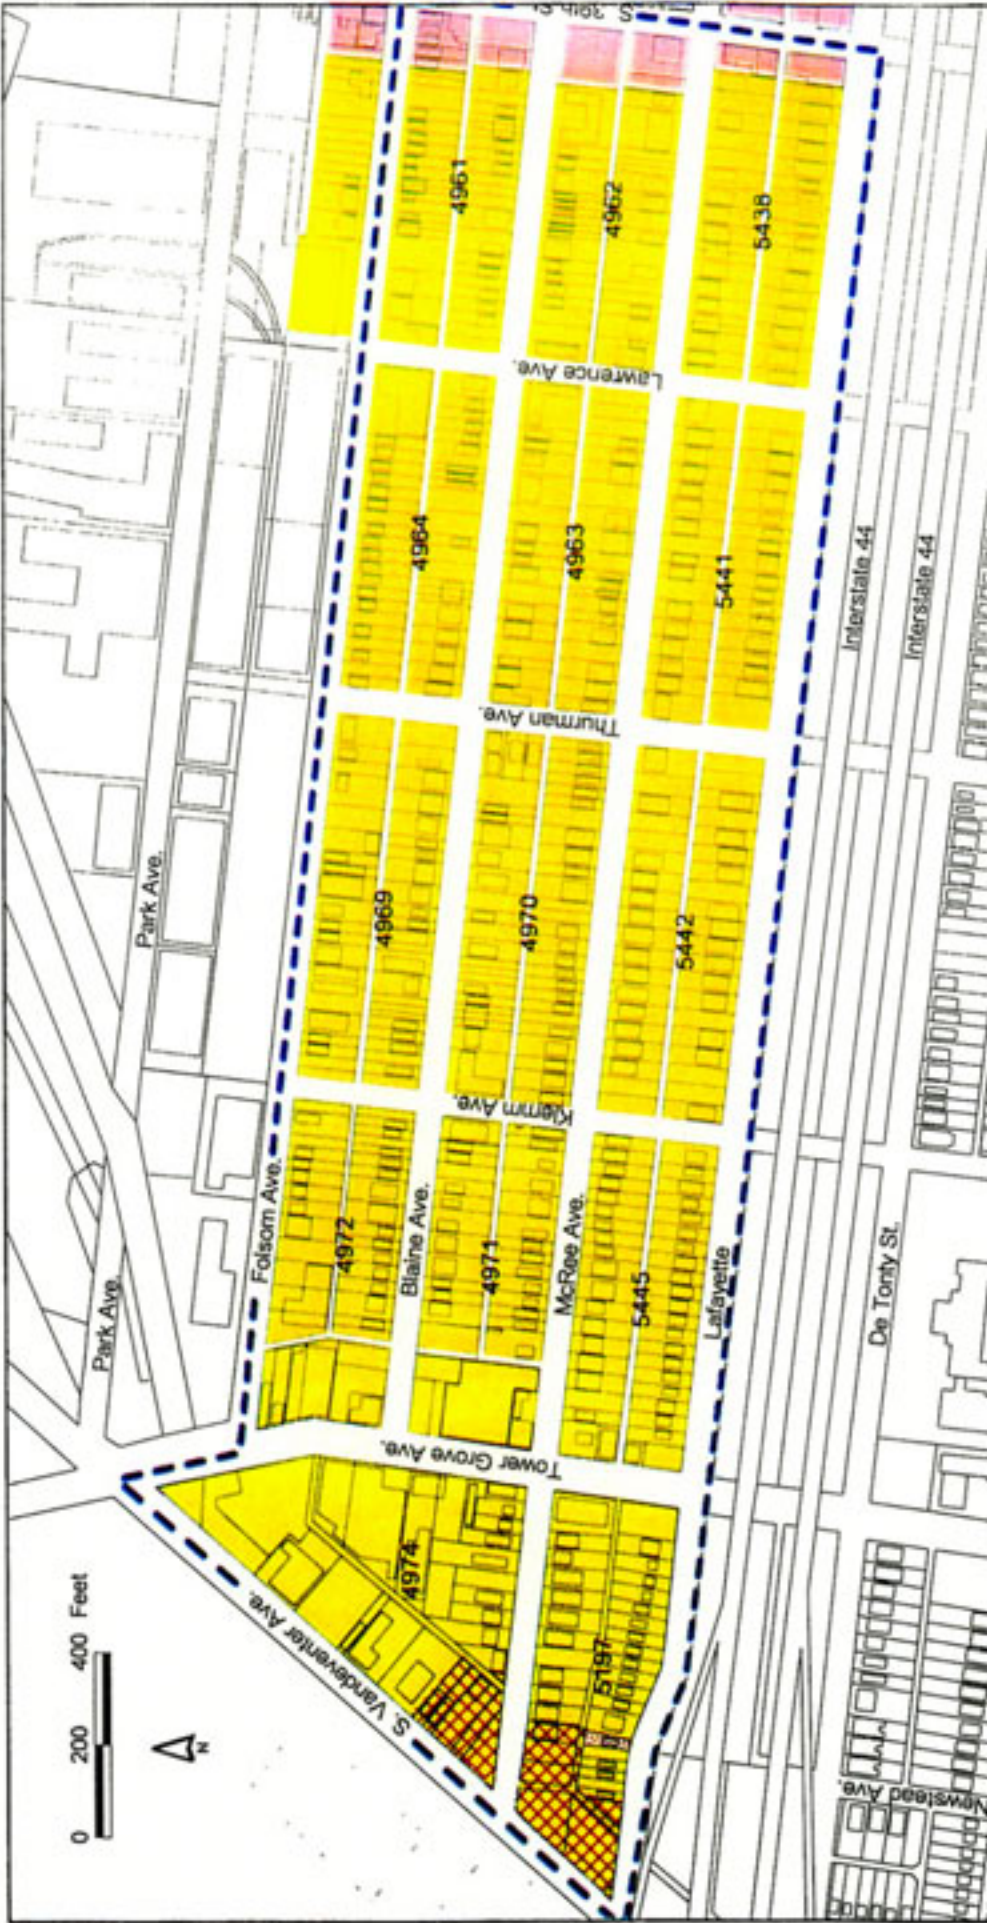 S. 39th St.
4961
4962
5438
Lawrence Ave.
4964
4963
5441
Interstate 44
Interstate 44
Thurman Ave.
Park Ave.
4969
4970
5442
Klemm Ave.
Folsom Ave.
4972
Blaine Ave.
4971
McRee Ave.
5445
Lafayette
De Tonty St.
Park Ave.
Tower Grove Ave.
4974
5197
S. Vandeventer Ave.
0 200 400 Feet
N
Newstead Ave.